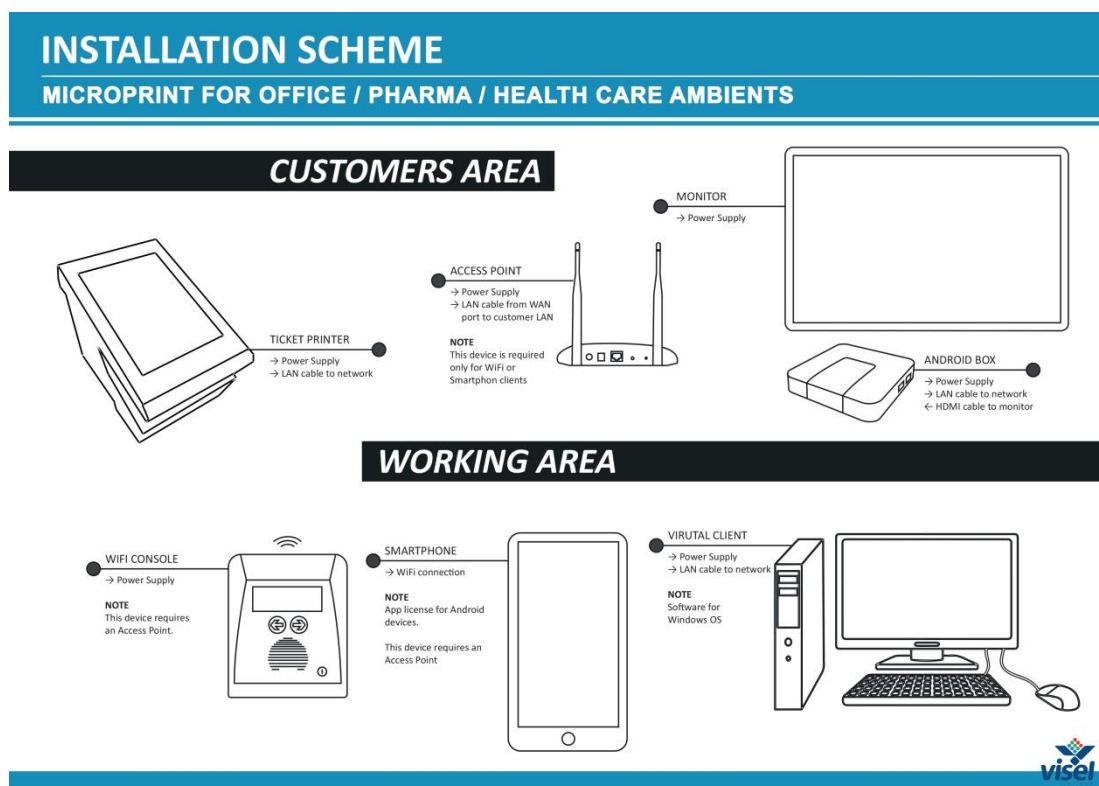 INSTALLATION SCHEME
MICROPRINT FOR OFFICE / PHARMA / HEALTH CARE AMBIENTS
CUSTOMERS AREA
MONITOR
→ Power Supply
ACCESS POINT
→ Power Supply
→ LAN cable from WAN
port to customer LAN
NOTE
This device is required
only for WiFi or
Smartphon clients
TICKET PRINTER
→ Power Supply
→ LAN cable to network
ANDROID BOX
→ Power Supply
→ LAN cable to network
← HDMI cable to monitor
WORKING AREA
WIFI CONSOLE
→ Power Supply
NOTE
This device requires
an Access Point.
SMARTPHONE
→ WiFi connection
NOTE
App license for Android
devices.
This device requires an
Access Point
VIRUTAL CLIENT
→ Power Supply
→ LAN cable to network
NOTE
Software for
Windows OS
visel